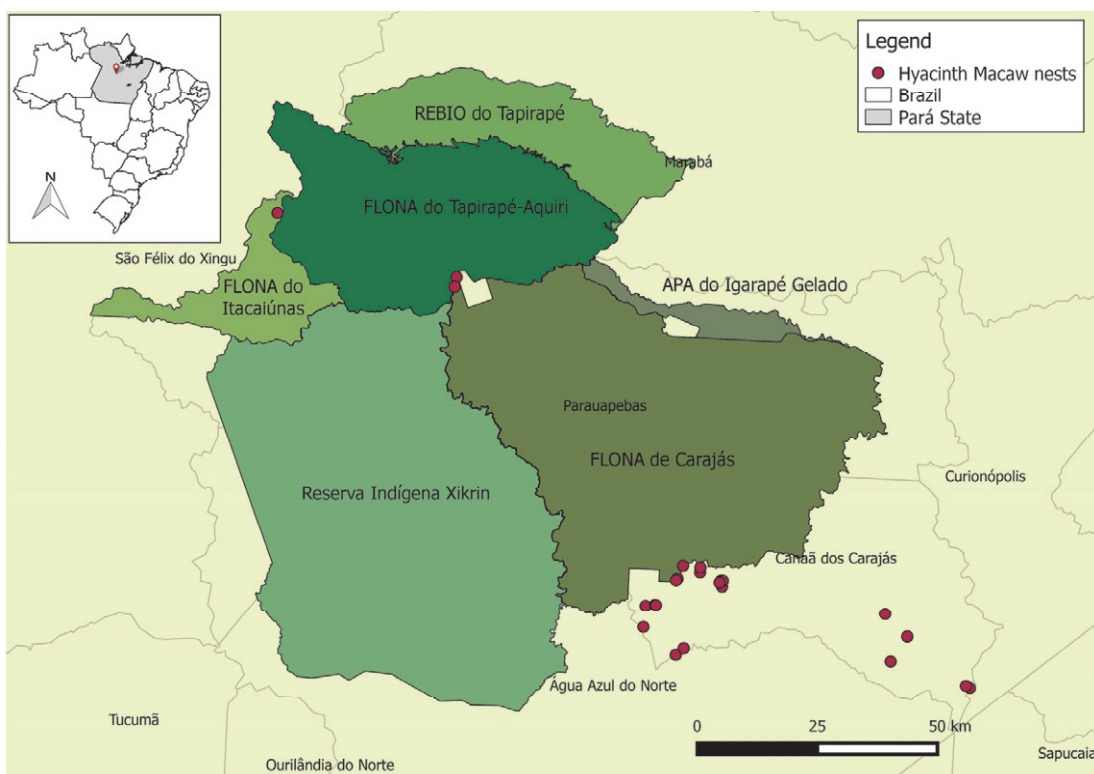 N
Legend
Hyacinth Macaw nests
Brazil
Pará State
REBIO do Tapirapé
Marabá
FLONA do Tapirapé-Aquiri
São Félix do Xingu
FLONA do
Itacaiúnas
APA do Igarapé Gelado
Parauapebas
FLONA de Carajás
Curionópolis
Reserva Indígena Xikrin
Canaã dos Carajás
Água Azul do Norte
Tucumã
0 25 50 km
Ourilândia do Norte
Sapucaia